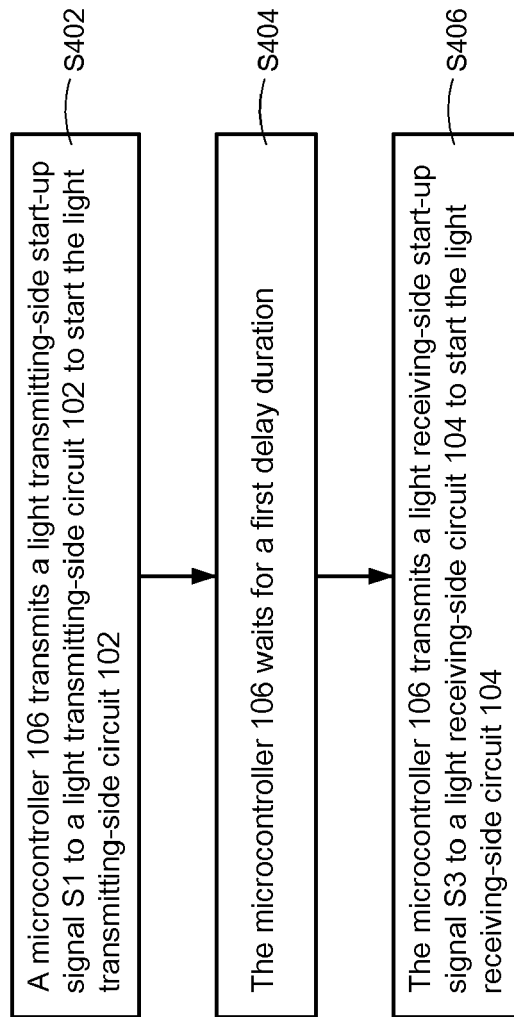 A microcontroller 106 transmits a light transmitting-side start-up
signal S1 to a light transmitting-side circuit 102 to start the light
transmitting-side circuit 102
S402
The microcontroller 106 waits for a first delay duration
S404
The microcontroller 106 transmits a light receiving-side start-up
signal S3 to a light receiving-side circuit 104 to start the light
receiving-side circuit 104
S406